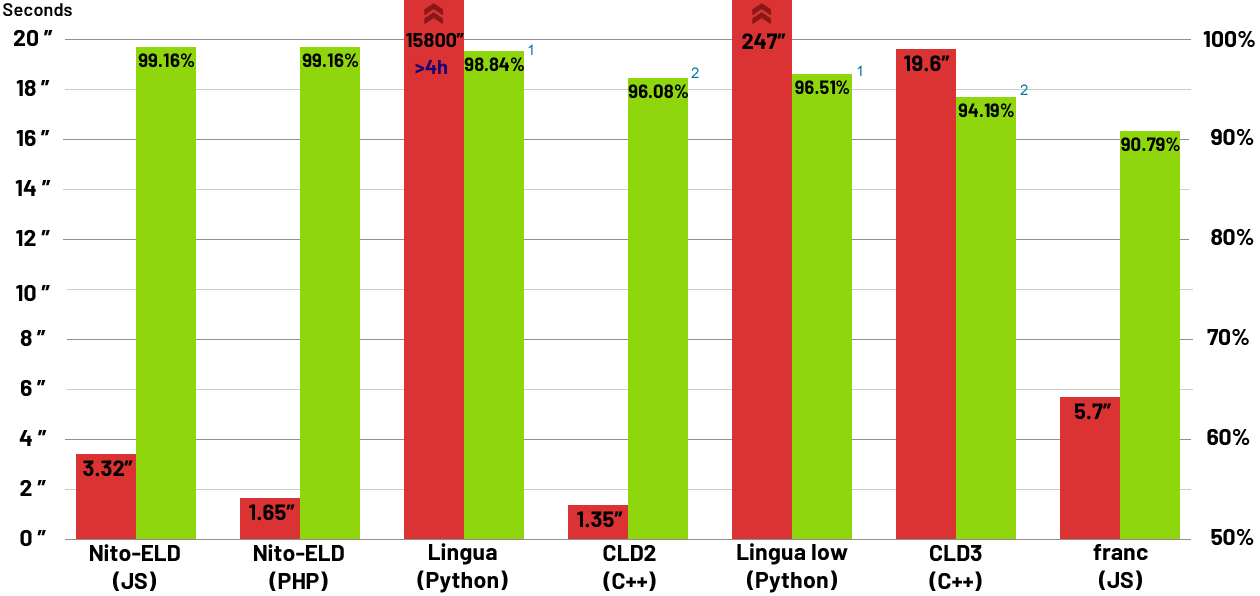 Seconds
20 ″
18 ″
16 ″
14 ″
12 ″
10 ″
8 ″
6 ″
4 ″
2 ″
0 ″
3.32″
99.16%
1.65″
99.16%
15800″
>4h
98.84%
1
1.35″
96.08%
2
247″
96.51%
1
19.6″
94.19%
2
5.7″
90.79%
100%
90%
80%
70%
60%
50%
Nito-ELD
(JS)
Nito-ELD
(PHP)
Lingua
(Python)
CLD2
(C++)
Lingua low
(Python)
CLD3
(C++)
franc
(JS)